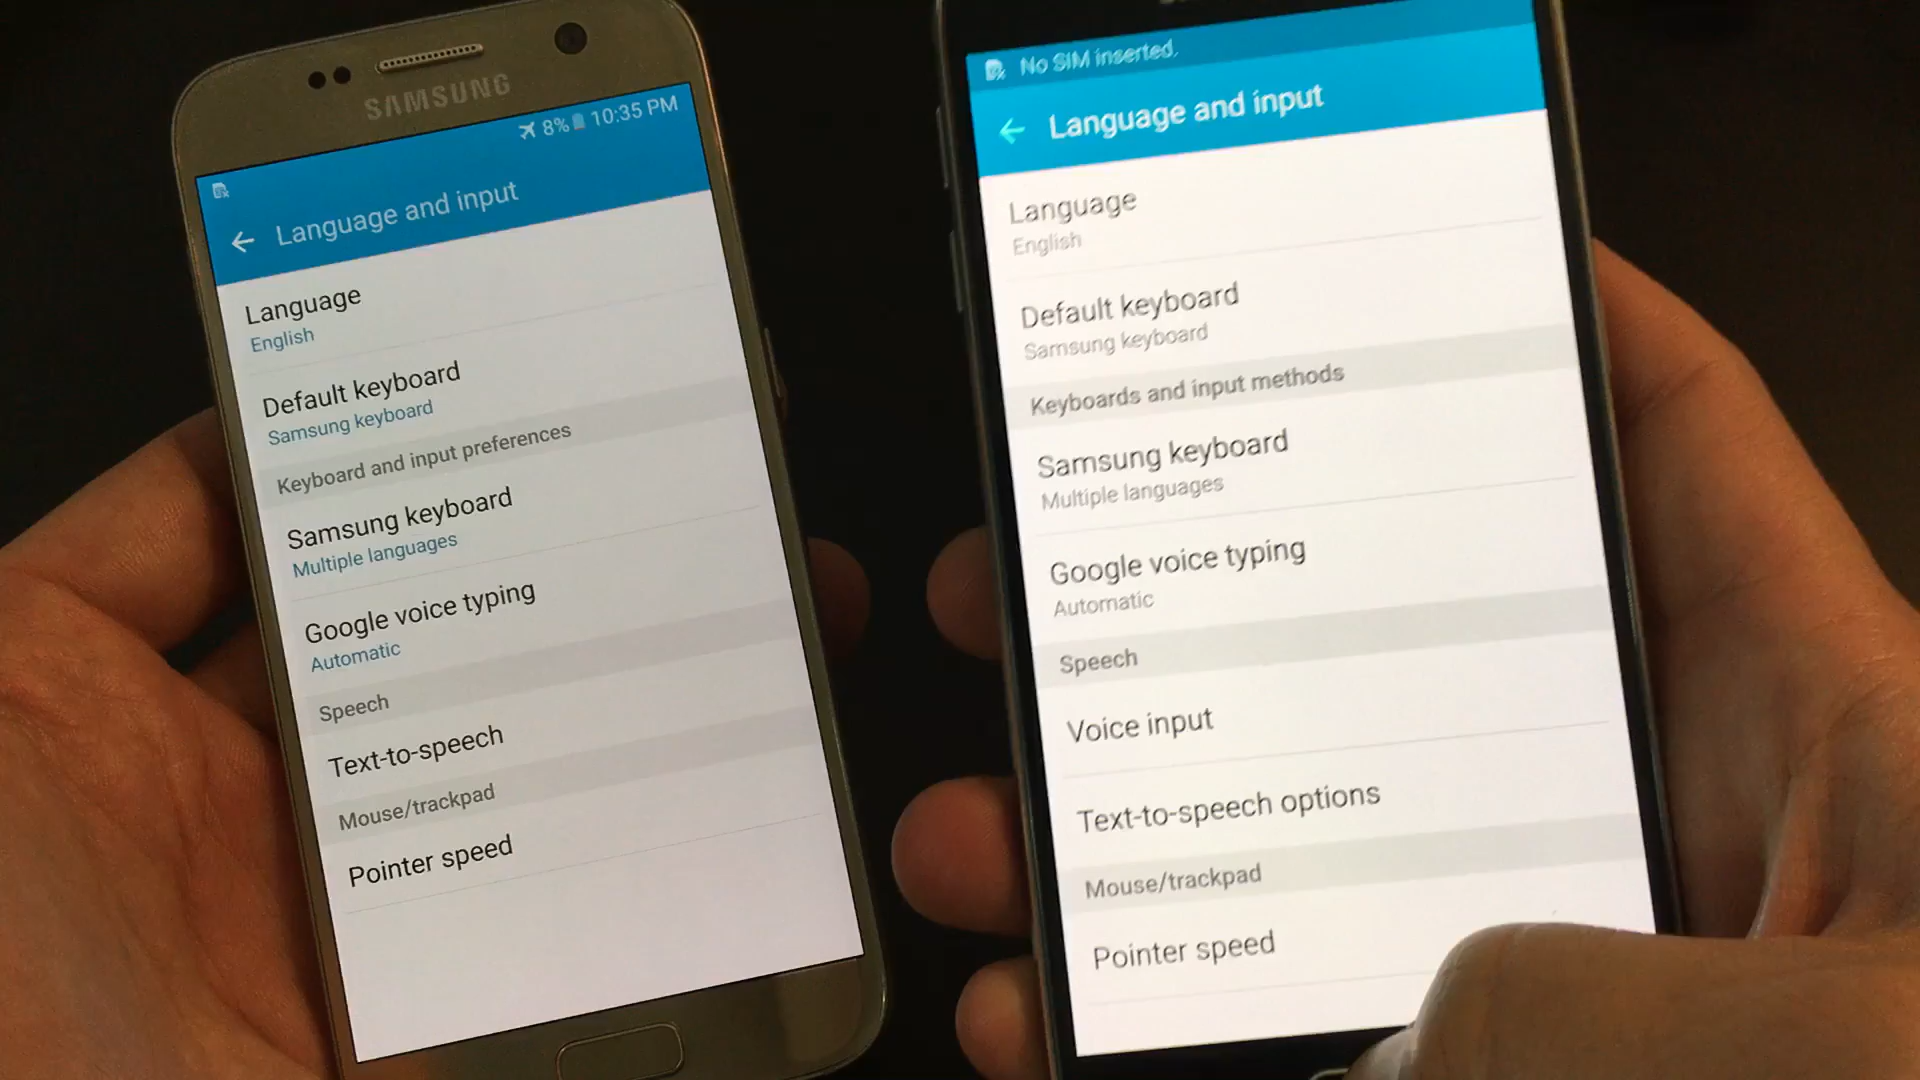 SAMSUNG
8% 10:35 PM
Language and input
Language
English
Default keyboard
Samsung keyboard
Keyboard and input preferences
Samsung keyboard
Multiple languages
Google voice typing
Automatic
Speech
Text-to-speech
Mouse/trackpad
Pointer speed
No SIM inserted.
Language and input
Language
English
Default keyboard
Samsung keyboard
Keyboards and input methods
Samsung keyboard
Multiple languages
Google voice typing
Automatic
Speech
Voice input
Text-to-speech options
Mouse/trackpad
Pointer speed